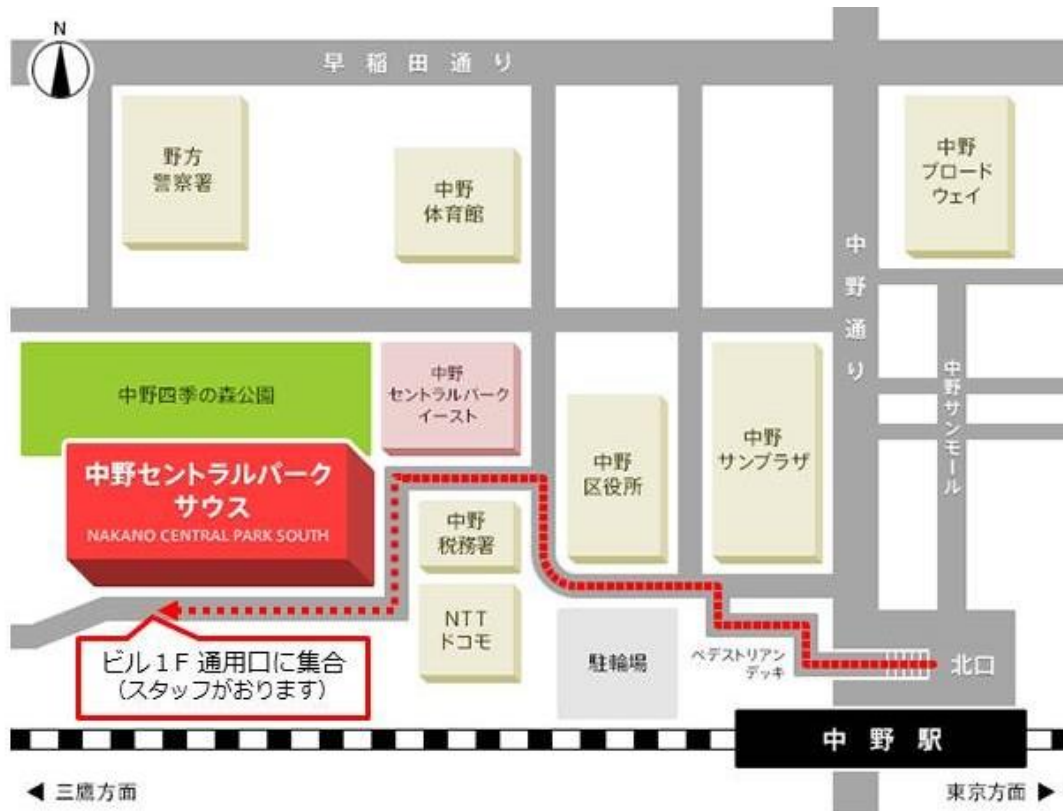 N
早稲田通り
野方
警察署
中野
体育館
中野
ブロード
ウェイ
中野通り
中野四季の森公園
中野
セントラルパーク
イースト
中野サンモール
中野
サンプラザ
中野
区役所
中野セントラルパーク
サウス
NAKANO CENTRAL PARK SOUTH
中野
税務署
NTT
ドコモ
駐輪場
ペデストリアン
デッキ
北口
ビル1F 通用口に集合
(スタッフがおります)
中野駅
三鷹方面
東京方面